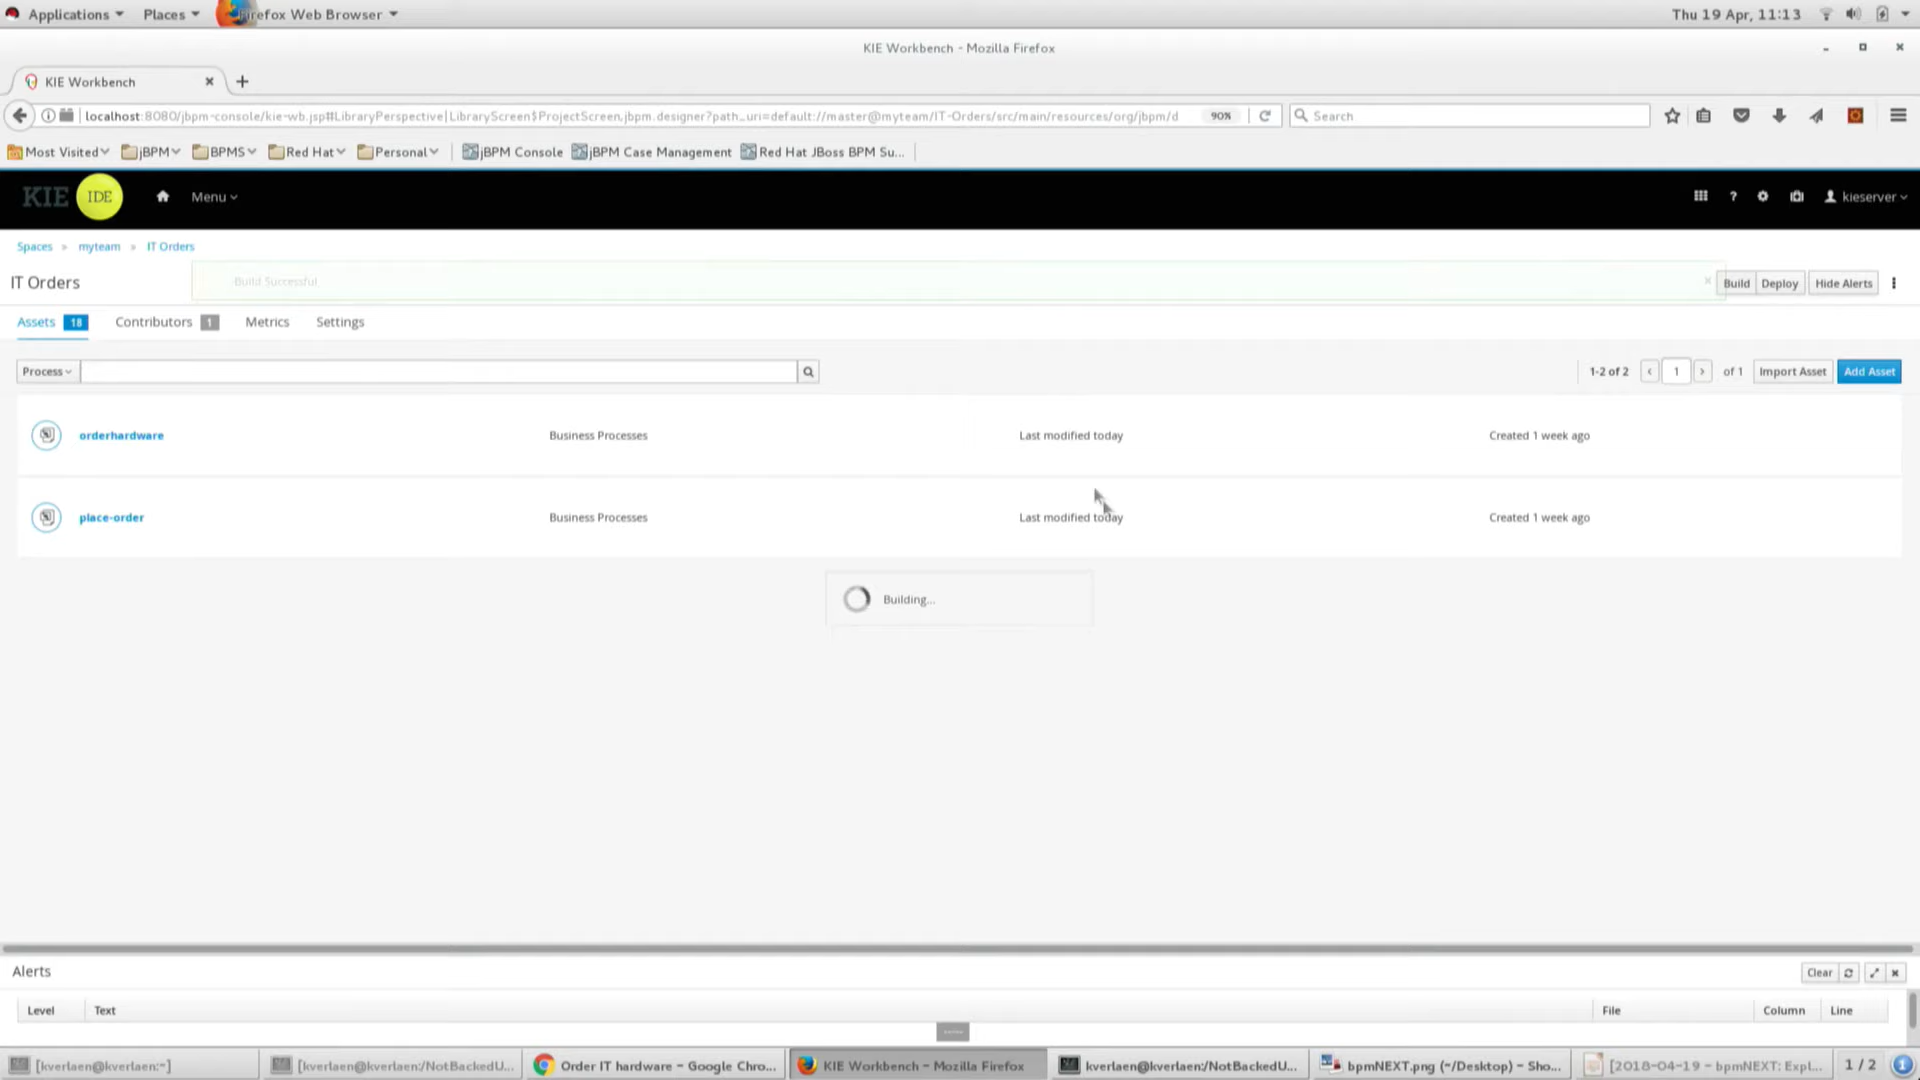 Applications Places Firefox Web Browser Thu 19 Apr, 11:13
KIE Workbench - Mozilla Firefox
KIE Workbench
localhost:8080/jbpm-console/kie-wb.jsp#LibraryPerspective|LibraryScreen$ProjectScreen,jbpm.designer?path_uri=default://master@myteam/IT-Orders/src/main/resources/org/jbpm/d 90% Search
Most Visited jBPM BPMS Red Hat Personal jBPM Console jBPM Case Management Red Hat JBoss BPM Su...
KIE IDE Menu ? kieserver
Spaces » myteam » IT Orders
IT Orders Build Successful × Build Deploy Hide Alerts
Assets 18 Contributors 1 Metrics Settings
Process 1-2 of 2 1 of 1 Import Asset Add Asset
orderhardware Business Processes Last modified today Created 1 week ago
place-order Business Processes Last modified today Created 1 week ago
Building...
Alerts Clear
Level Text File Column Line
[kverlaen@kverlaen:~] [kverlaen@kverlaen:/NotBackedU... Order IT hardware - Google Chro... KIE Workbench - Mozilla Firefox kverlaen@kverlaen:/NotBackedU... bpmNEXT.png (~/Desktop) - Sho... [2018-04-19 - bpmNEXT: Expl... 1 / 2 1